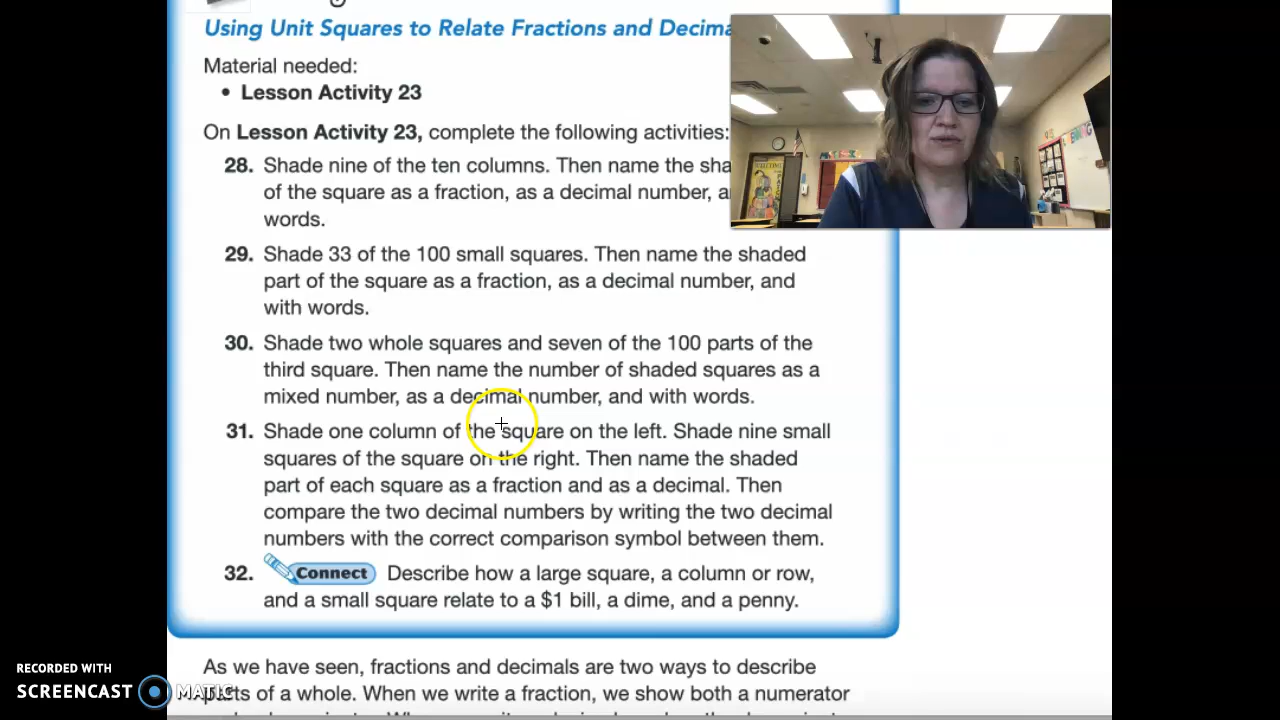 Using Unit Squares to Relate Fractions and
Material needed:
• Lesson Activity 23
On Lesson Activity 23, complete the following activities:
28. Shade nine of the ten columns. Then name the
of the square as a fraction, as a decimal number,
words.
29. Shade 33 of the 100 small squares. Then name the shaded
part of the square as a fraction, as a decimal number, and
with words.
30. Shade two whole squares and seven of the 100 parts of the
third square. Then name the number of shaded squares as a
mixed number, as a decimal number, and with words.
31. Shade one column of the square on the left. Shade nine small
squares of the square on the right. Then name the shaded
part of each square as a fraction and as a decimal. Then
compare the two decimal numbers by writing the two decimal
numbers with the correct comparison symbol between them.
32. Connect Describe how a large square, a column or row,
and a small square relate to a $1 bill, a dime, and a penny.
As we have seen, fractions and decimals are two ways to describe
parts of a whole. When we write a fraction, we show both a numerator
RECORDED WITH
SCREENCAST MATIC